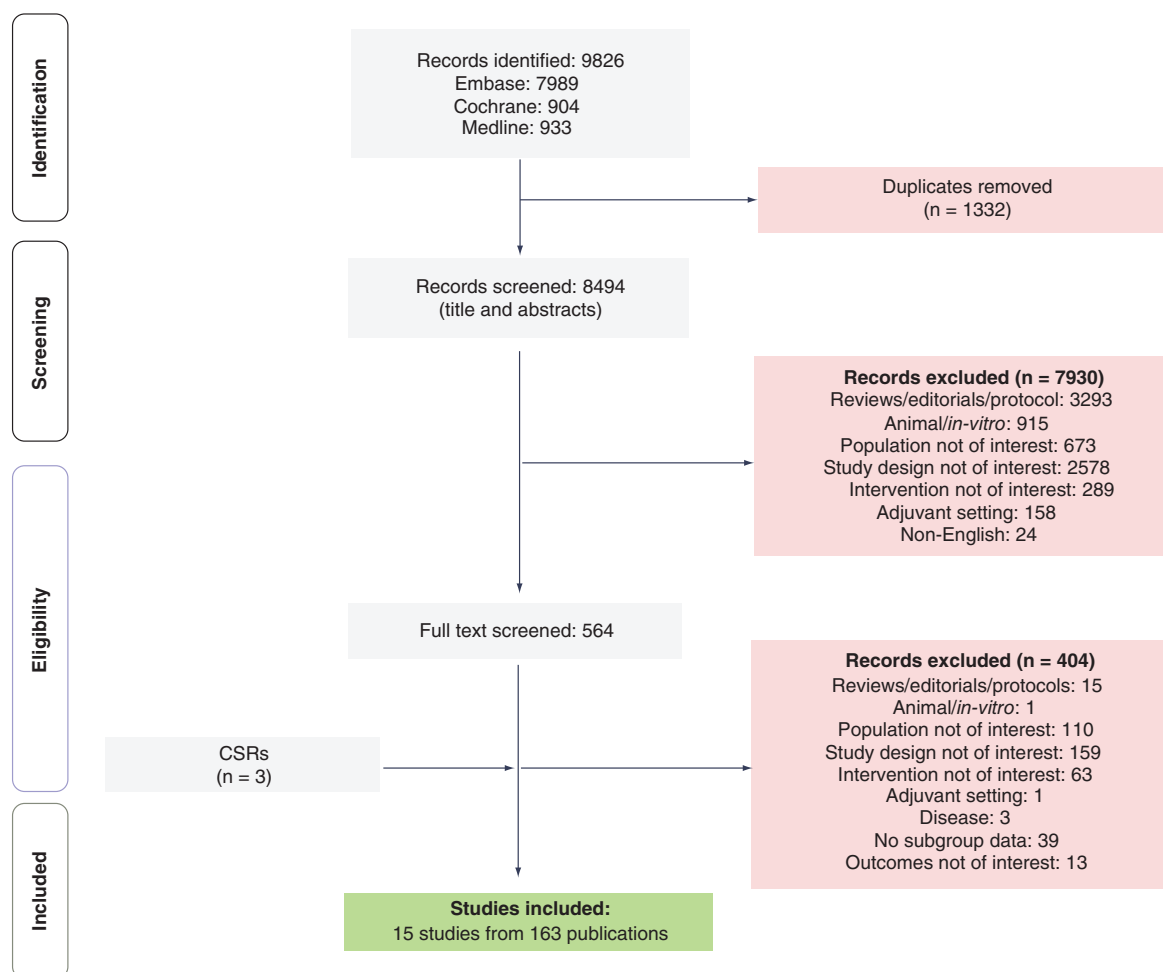 Identification
Records identified: 9826
Embase: 7989
Cochrane: 904
Medline: 933
Duplicates removed
(n = 1332)
Screening
Records screened: 8494
(title and abstracts)
Records excluded (n = 7930)
Reviews/editorials/protocol: 3293
Animal/in-vitro: 915
Population not of interest: 673
Study design not of interest: 2578
Intervention not of interest: 289
Adjuvant setting: 158
Non-English: 24
Eligibility
Full text screened: 564
CSRs
(n = 3)
Records excluded (n = 404)
Reviews/editorials/protocols: 15
Animal/in-vitro: 1
Population not of interest: 110
Study design not of interest: 159
Intervention not of interest: 63
Adjuvant setting: 1
Disease: 3
No subgroup data: 39
Outcomes not of interest: 13
Included
Studies included:
15 studies from 163 publications